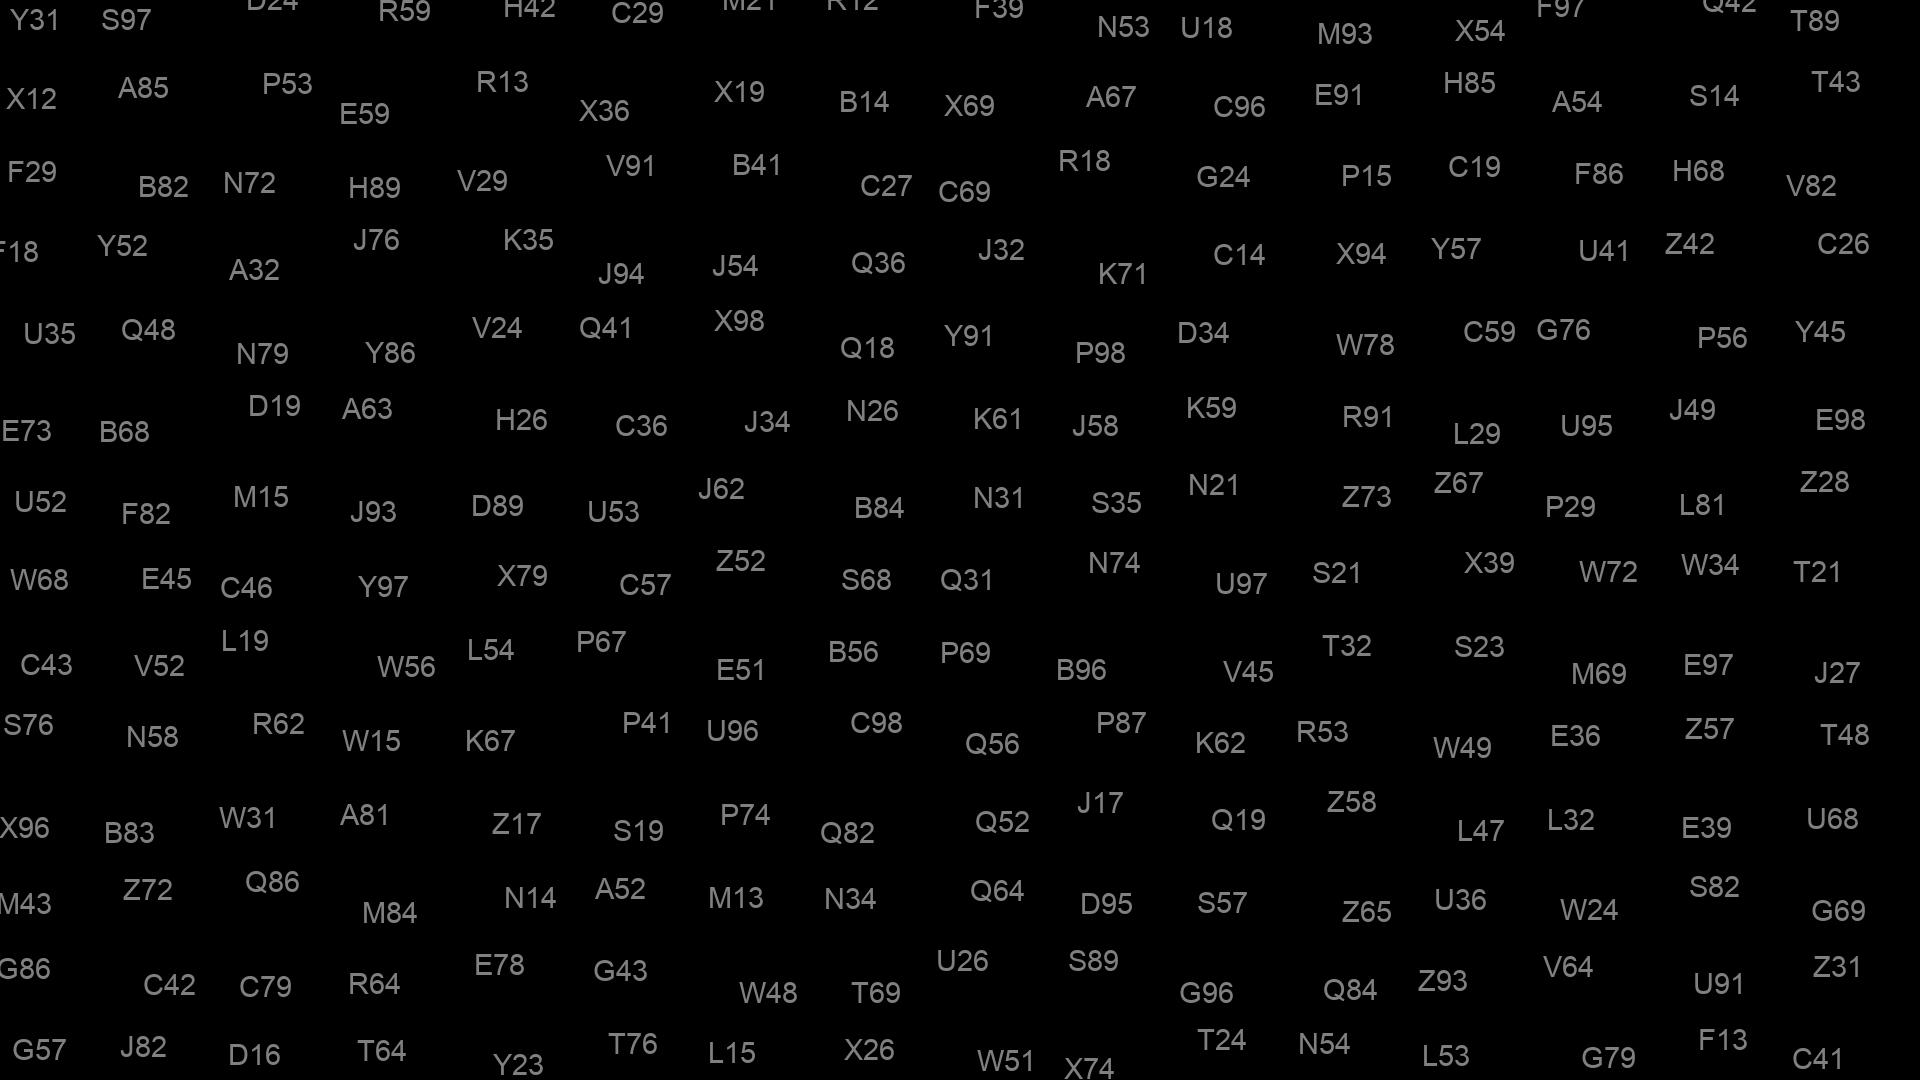 Y31 S97 D24 R59 H42 C29 M21 R12 F39 N53 U18 M93 X54 F97 Q42 T89
X12 A85 P53 E59 R13 X36 X19 B14 X69 A67 C96 E91 H85 A54 S14 T43
F29 B82 N72 H89 V29 V91 B41 C27 C69 R18 G24 P15 C19 F86 H68 V82
F18 Y52 A32 J76 K35 J94 J54 Q36 J32 K71 C14 X94 Y57 U41 Z42 C26
U35 Q48 N79 Y86 V24 Q41 X98 Q18 Y91 P98 D34 W78 C59 G76 P56 Y45
E73 B68 D19 A63 H26 C36 J34 N26 K61 J58 K59 R91 L29 U95 J49 E98
U52 F82 M15 J93 D89 U53 J62 B84 N31 S35 N21 Z73 Z67 P29 L81 Z28
W68 E45 C46 Y97 X79 C57 Z52 S68 Q31 N74 U97 S21 X39 W72 W34 T21
C43 V52 L19 W56 L54 P67 E51 B56 P69 B96 V45 T32 S23 M69 E97 J27
S76 N58 R62 W15 K67 P41 U96 C98 Q56 P87 K62 R53 W49 E36 Z57 T48
X96 B83 W31 A81 Z17 S19 P74 Q82 Q52 J17 Q19 Z58 L47 L32 E39 U68
M43 Z72 Q86 M84 N14 A52 M13 N34 Q64 D95 S57 Z65 U36 W24 S82 G69
G86 C42 C79 R64 E78 G43 W48 T69 U26 S89 G96 Q84 Z93 V64 U91 Z31
G57 J82 D16 T64 Y23 T76 L15 X26 W51 X74 T24 N54 L53 G79 F13 C41